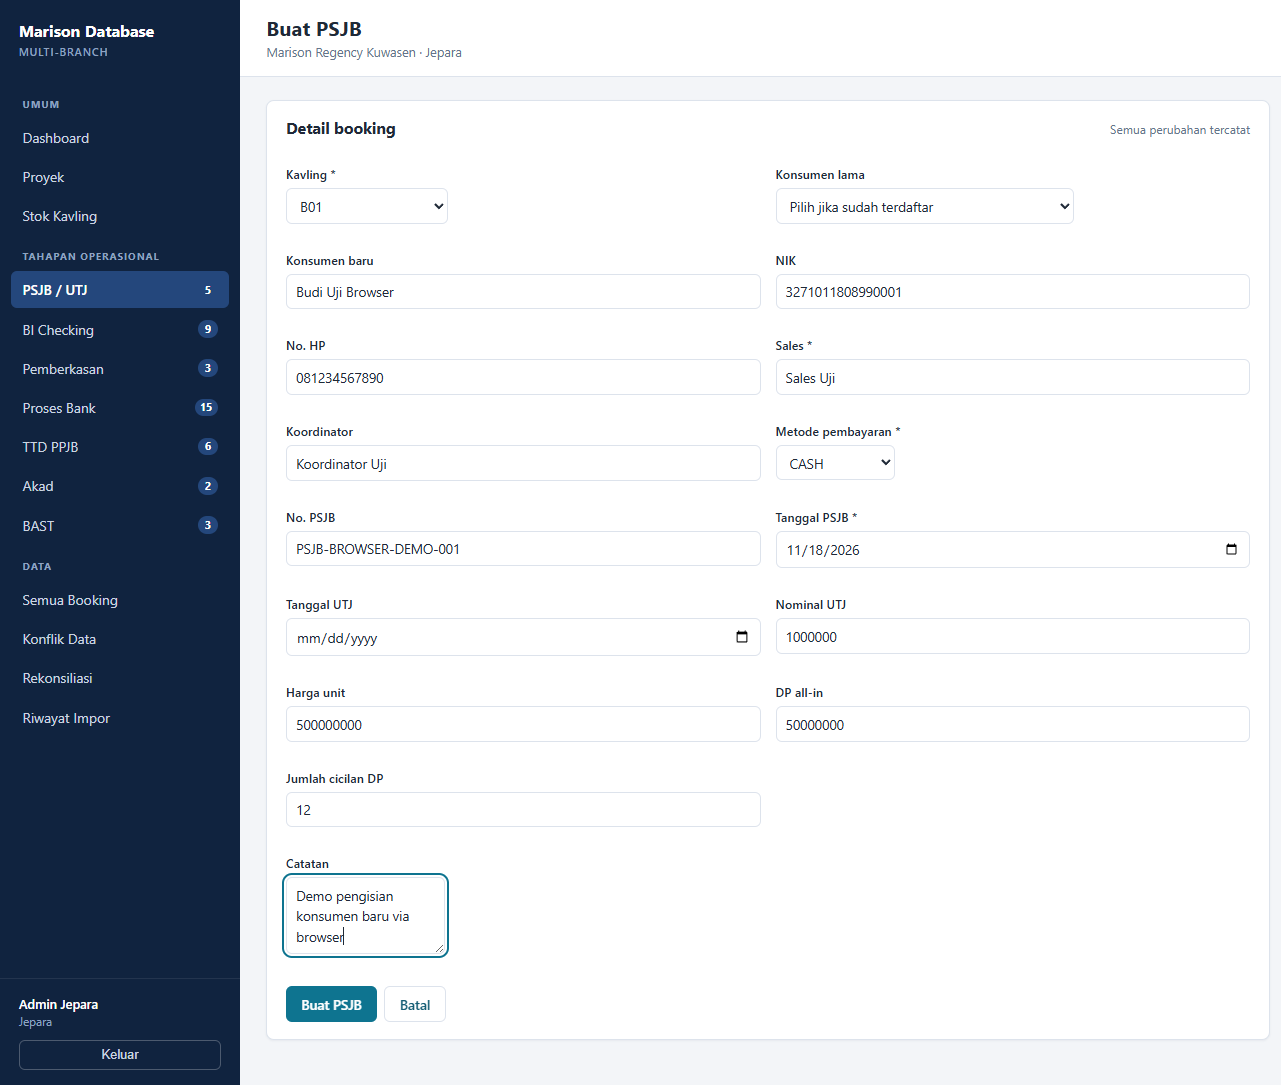 Marison Database
MULTI-BRANCH
UMUM
Dashboard
Proyek
Stok Kavling
TAHAPAN OPERASIONAL
PSJB / UTJ 5
BI Checking 9
Pemberkasan 3
Proses Bank 15
TTD PPJB 6
Akad 2
BAST 3
DATA
Semua Booking
Konflik Data
Rekonsiliasi
Riwayat Impor
Admin Jepara
Jepara
Keluar
Buat PSJB
Marison Regency Kuwasen · Jepara
Detail booking
Semua perubahan tercatat
Kavling *
B01
Konsumen lama
Pilih jika sudah terdaftar
Konsumen baru
Budi Uji Browser
NIK
3271011808990001
No. HP
081234567890
Sales *
Sales Uji
Koordinator
Koordinator Uji
Metode pembayaran *
CASH
No. PSJB
PSJB-BROWSER-DEMO-001
Tanggal PSJB *
11/18/2026
Tanggal UTJ
mm/dd/yyyy
Nominal UTJ
1000000
Harga unit
500000000
DP all-in
50000000
Jumlah cicilan DP
12
Catatan
Demo pengisian
konsumen baru via
browser
Buat PSJB
Batal